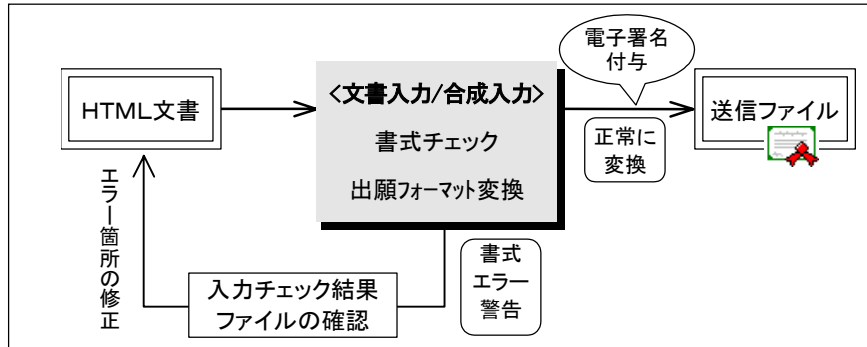 電子署名
付与
HTML文書
<文書入力/合成入力>
書式チェック
出願フォーマット変換
送信ファイル
正常に
変換
エラー箇所の修正
入力チェック結果
ファイルの確認
書式
エラー
警告